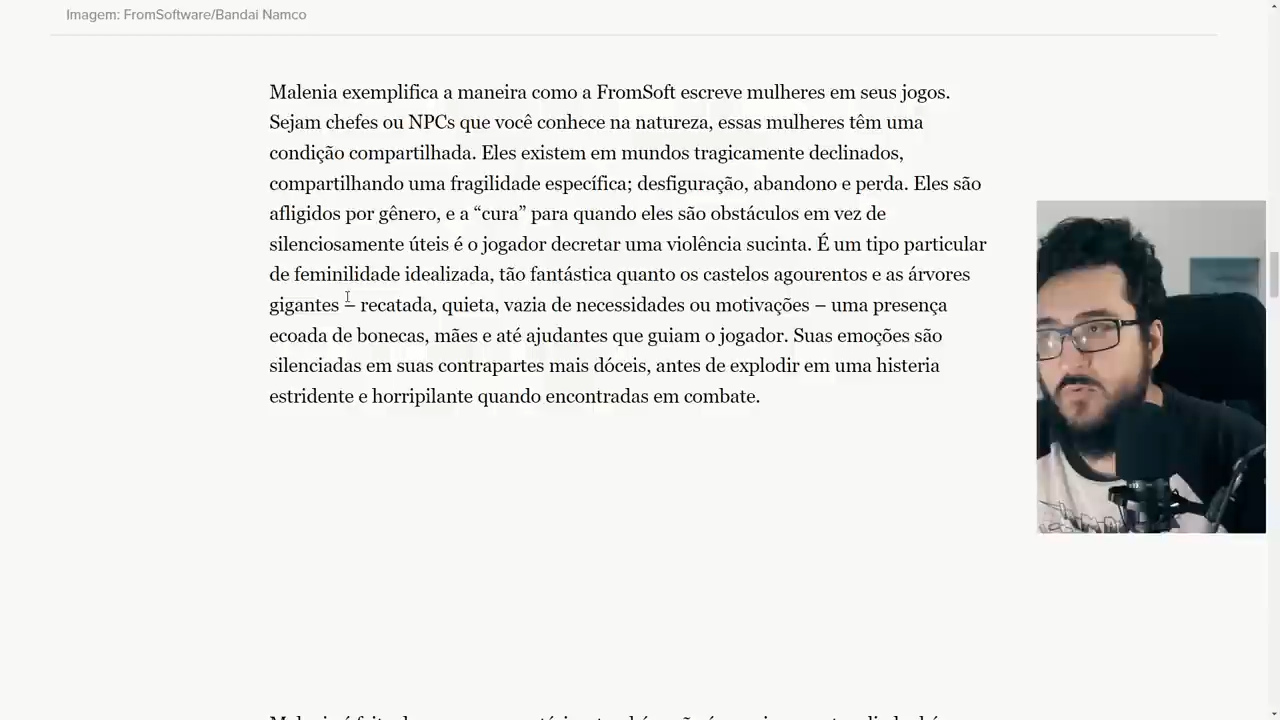 Imagem: FromSoftware/Bandai Namco
Malenia exemplifica a maneira como a FromSoft escreve mulheres em seus jogos.
Sejam chefes ou NPCs que você conhece na natureza, essas mulheres têm uma
condição compartilhada. Eles existem em mundos tragicamente declinados,
compartilhando uma fragilidade específica; desfiguração, abandono e perda. Eles são
afligidos por gênero, e a “cura” para quando eles são obstáculos em vez de
silenciosamente úteis é o jogador decretar uma violência sucinta. É um tipo particular
de feminilidade idealizada, tão fantástica quanto os castelos agourentos e as árvores
gigantes – recatada, quieta, vazia de necessidades ou motivações – uma presença
ecoada de bonecas, mães e até ajudantes que guiam o jogador. Suas emoções são
silenciadas em suas contrapartes mais dóceis, antes de explodir em uma histeria
estridente e horripilante quando encontradas em combate.